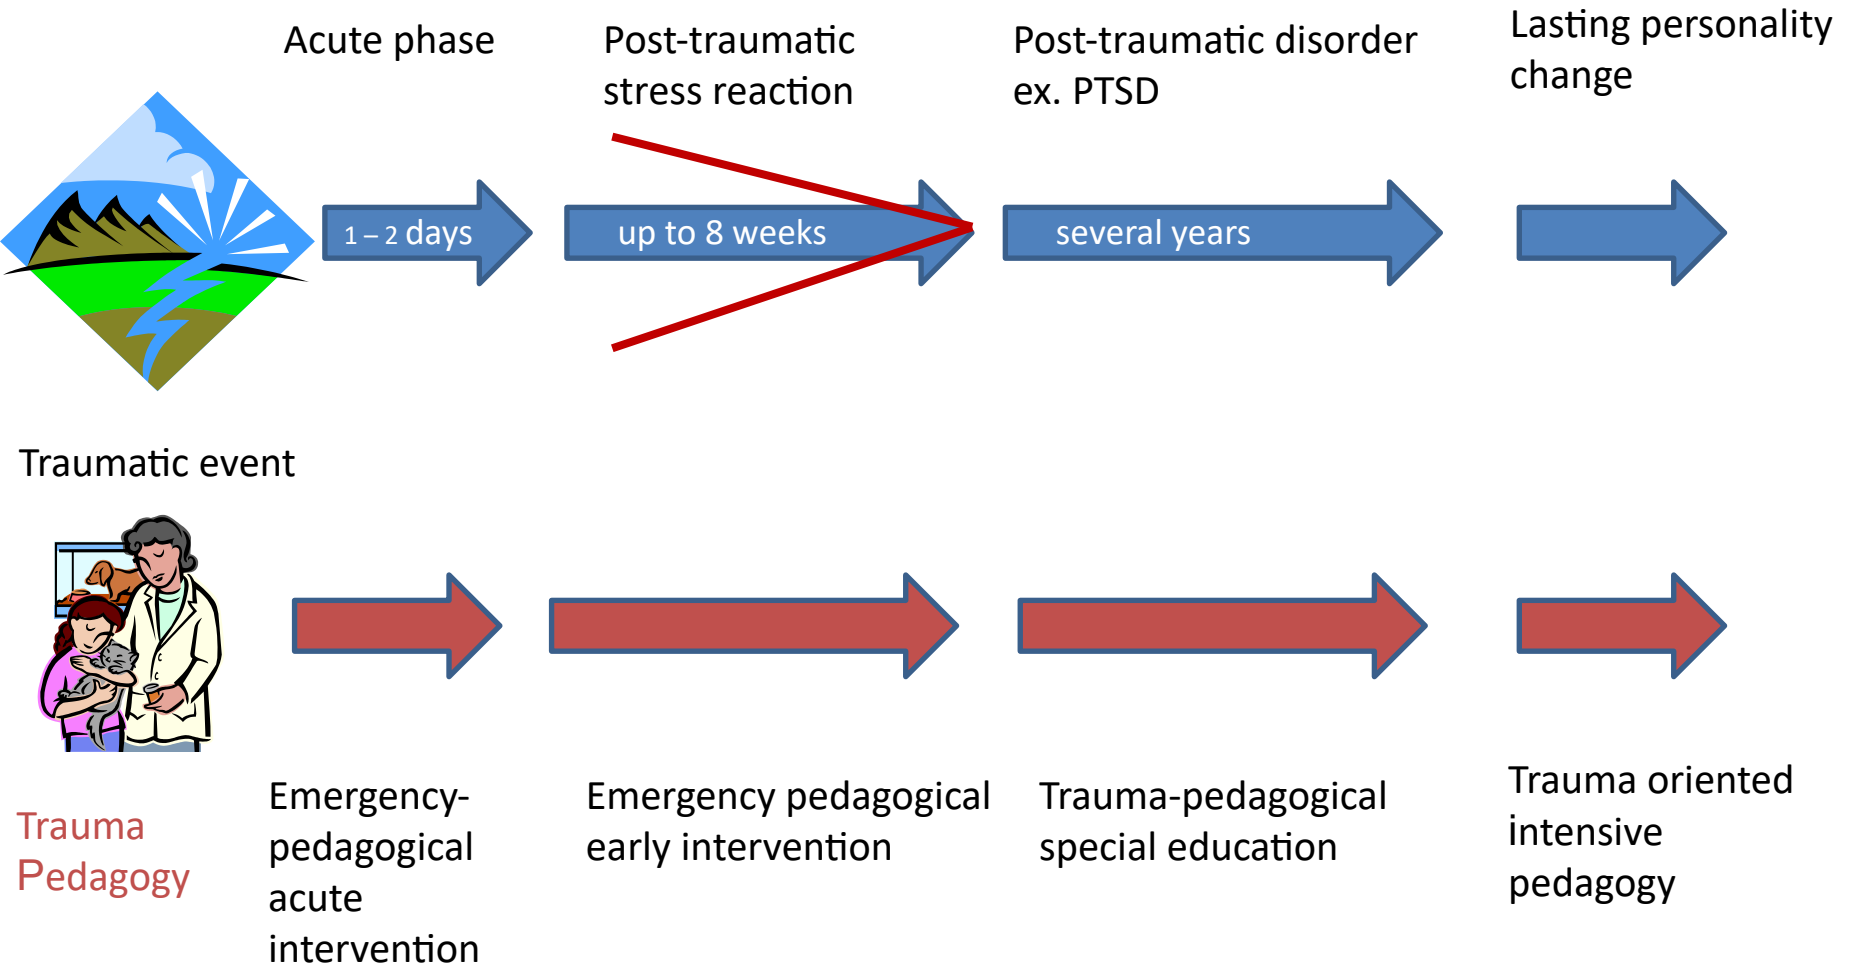 Acute phase
Post-traumatic
stress reaction
Post-traumatic disorder
ex. PTSD
Lasting personality
change
1 – 2 days
up to 8 weeks
several years
Traumatic event
Trauma
Pedagogy
Emergency-
pedagogical
acute
intervention
Emergency pedagogical
early intervention
Trauma-pedagogical
special education
Trauma oriented
intensive
pedagogy